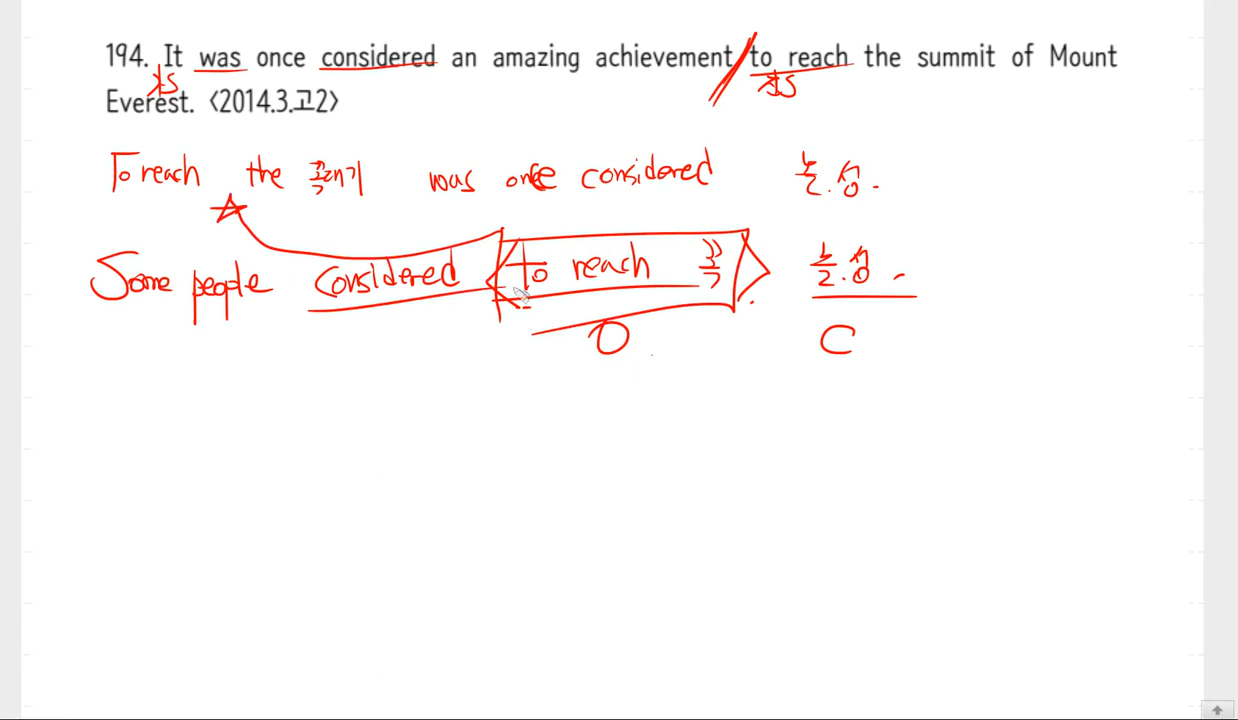 194. It was once considered an amazing achievement to reach the summit of Mount
가S 진S
Everest. <2014.3.고2>
To reach the 꼭대기 was once considered 놀.성.
Some people considered to reach 꼭 놀.성.
O C